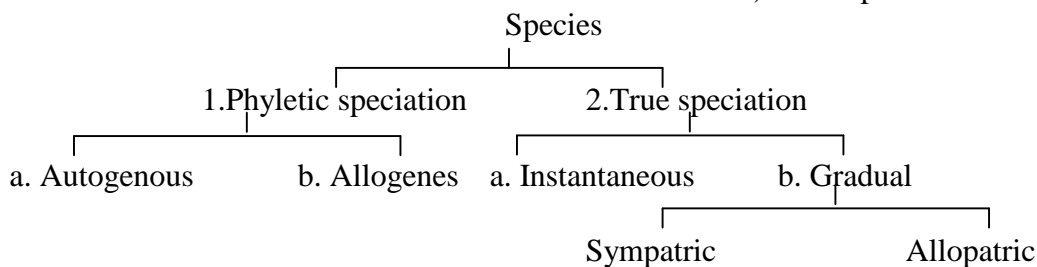 Species
1.Phyletic speciation 2.True speciation
a. Autogenous b. Allogenes a. Instantaneous b. Gradual
Sympatric Allopatric